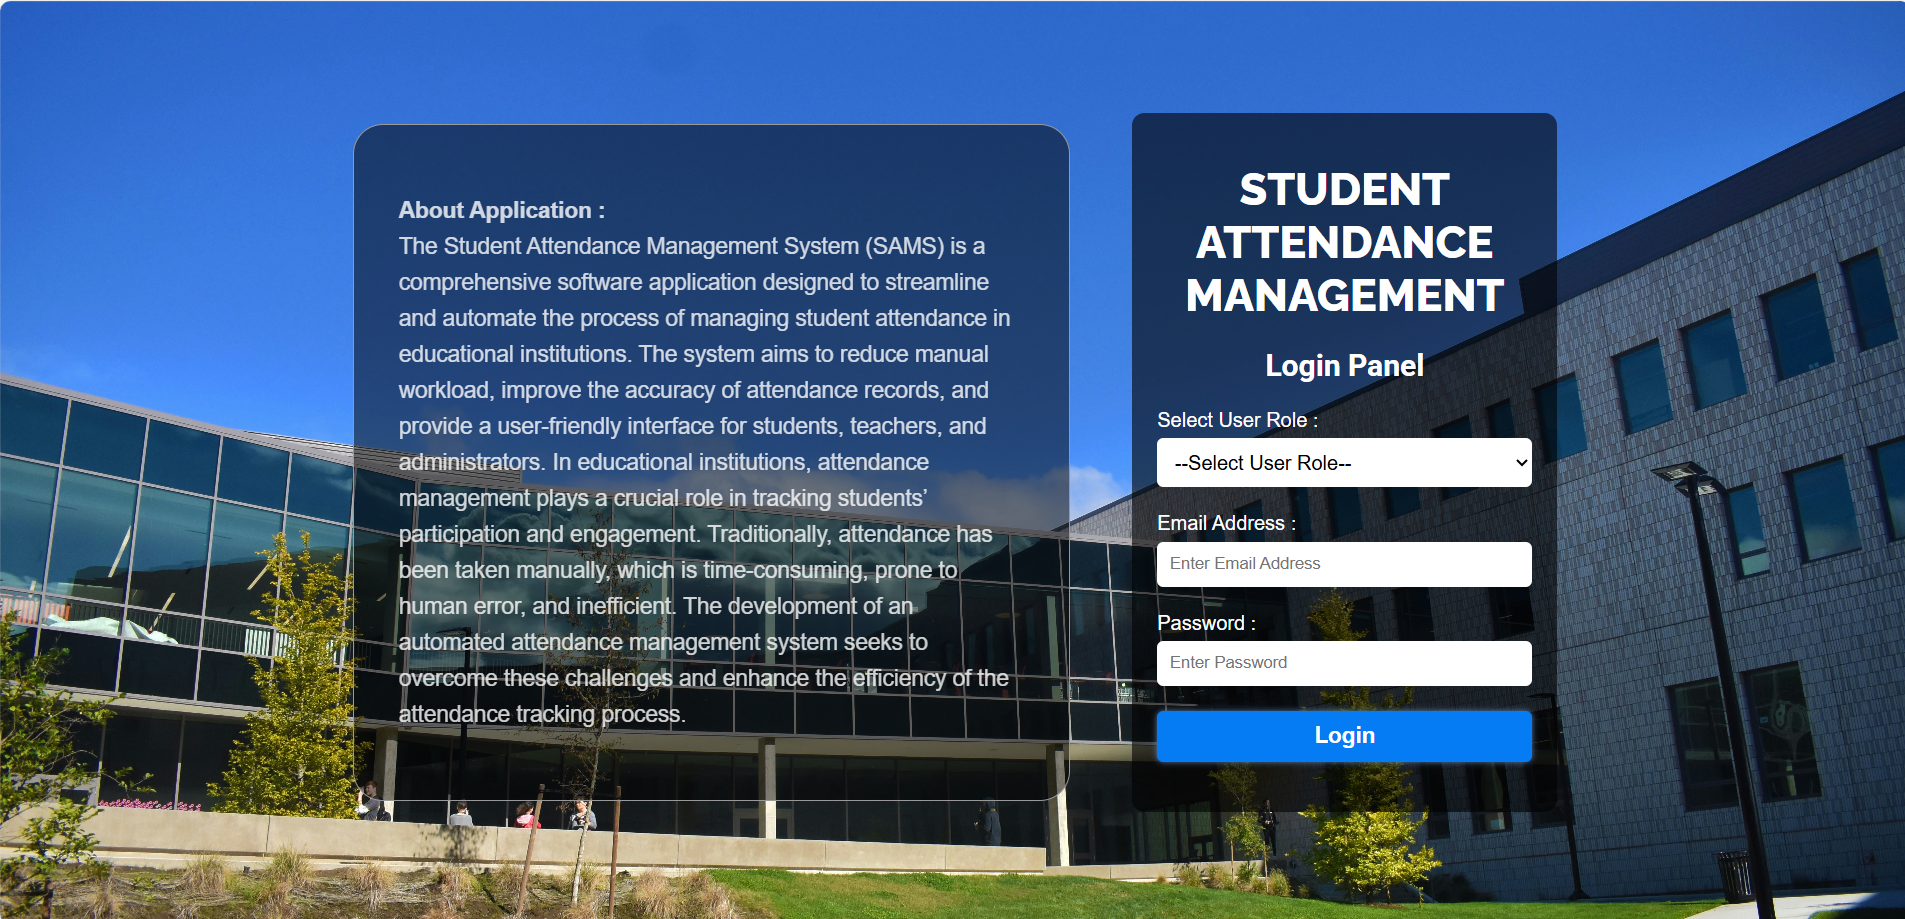 About Application :
The Student Attendance Management System (SAMS) is a
comprehensive software application designed to streamline
and automate the process of managing student attendance in
educational institutions. The system aims to reduce manual
workload, improve the accuracy of attendance records, and
provide a user-friendly interface for students, teachers, and
administrators. In educational institutions, attendance
management plays a crucial role in tracking students’
participation and engagement. Traditionally, attendance has
been taken manually, which is time-consuming, prone to
human error, and inefficient. The development of an
automated attendance management system seeks to
overcome these challenges and enhance the efficiency of the
attendance tracking process.
STUDENT
ATTENDANCE
MANAGEMENT
Login Panel
Select User Role :
--Select User Role--
Email Address :
Enter Email Address
Password :
Enter Password
Login